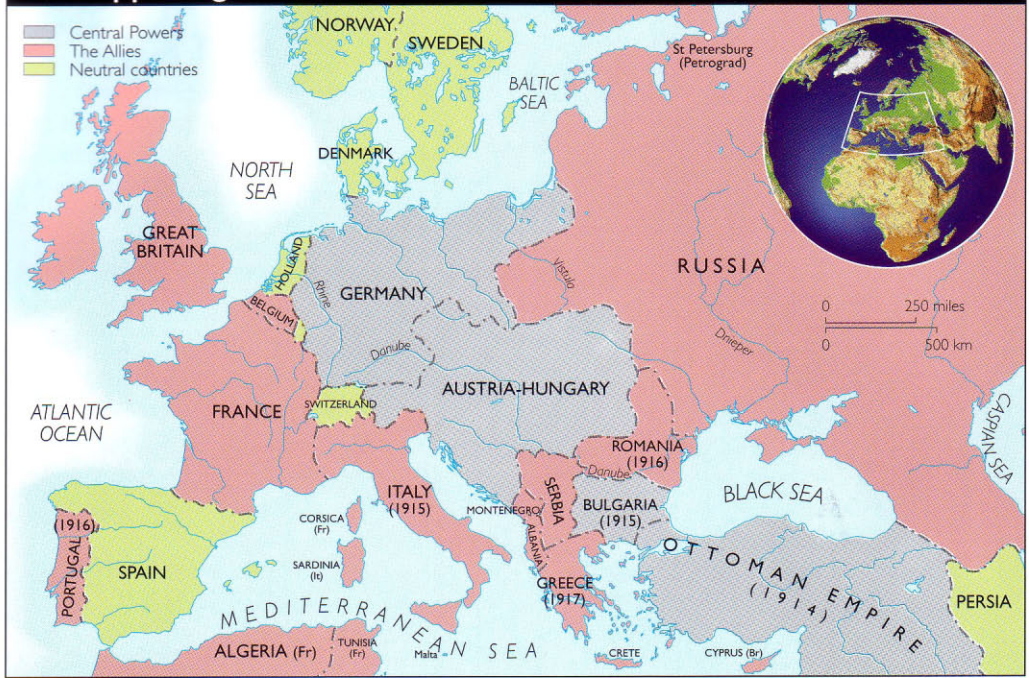 Central Powers
The Allies
Neutral countries
NORWAY
SWEDEN
St Petersburg
(Petrograd)
BALTIC
SEA
DENMARK
NORTH
SEA
GREAT
BRITAIN
HOLLAND
RUSSIA
BELGIUM
Rhine
GERMANY
Vistula
0 250 miles
0 500 km
Dnieper
Danube
AUSTRIA-HUNGARY
ATLANTIC
OCEAN
FRANCE
SWITZERLAND
CASPIAN SEA
ROMANIA
(1916)
Danube
ITALY
(1915)
MONTENEGRO
SERBIA
BULGARIA
(1915)
BLACK SEA
CORSICA
(Fr)
(1916)
PORTUGAL
SPAIN
SARDINIA
(It)
ALBANIA
GREECE
(1917)
OTTOMAN EMPIRE
(1914)
PERSIA
MEDITERRANEAN SEA
ALGERIA (Fr)
TUNISIA
(Fr)
Malta
CRETE
CYPRUS (Br)